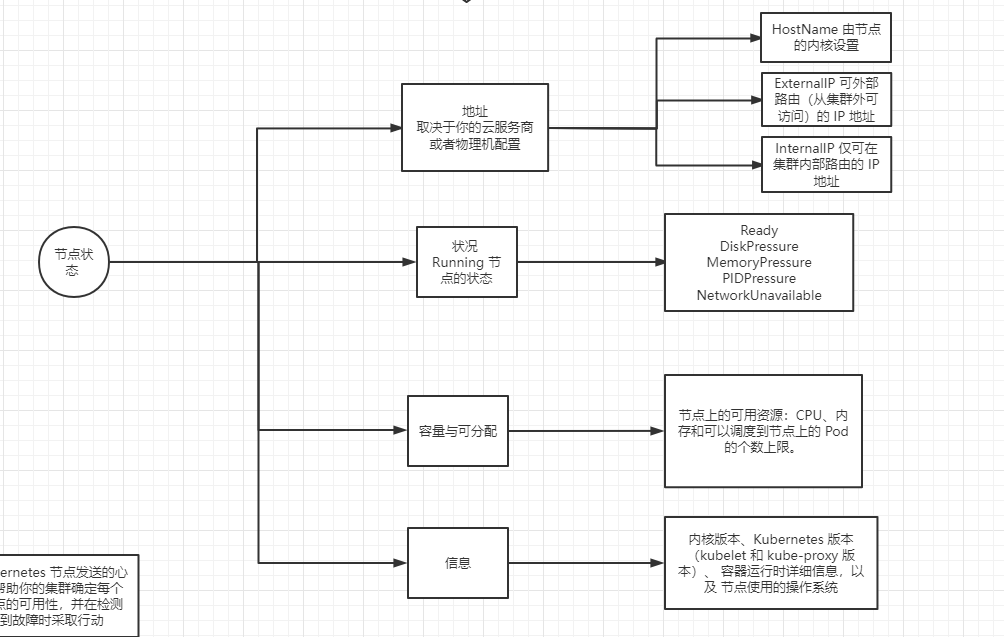 HostName 由节点
的内核设置
ExternalIP 可外部
路由（从集群外可
访问）的 IP 地址
InternalIP 仅可在
集群内部路由的 IP
地址
地址
取决于你的云服务商
或者物理机配置
节点状
态
状况
Running 节
点的状态
Ready
DiskPressure
MemoryPressure
PIDPressure
NetworkUnavailable
容量与可分配
节点上的可用资源：CPU、内
存和可以调度到节点上的 Pod
的个数上限。
信息
内核版本、Kubernetes 版本
（kubelet 和 kube-proxy 版
本）、 容器运行时详细信息，以
及 节点使用的操作系统
ernetes 节点发送的心
帮助你的集群确定每个
点的可用性，并在检测
到故障时采取行动